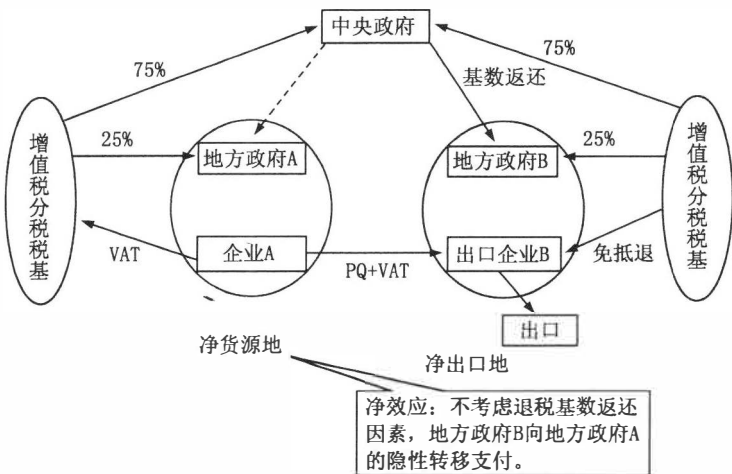 中央政府
75%
75%
基数返还
增值税分税税基
25%
地方政府A
地方政府B
25%
增值税分税税基
VAT
企业A
PQ+VAT
出口企业B
免抵退
出口
净货源地
净出口地
净效应：不考虑退税基数返还
因素，地方政府B向地方政府A
的隐性转移支付。